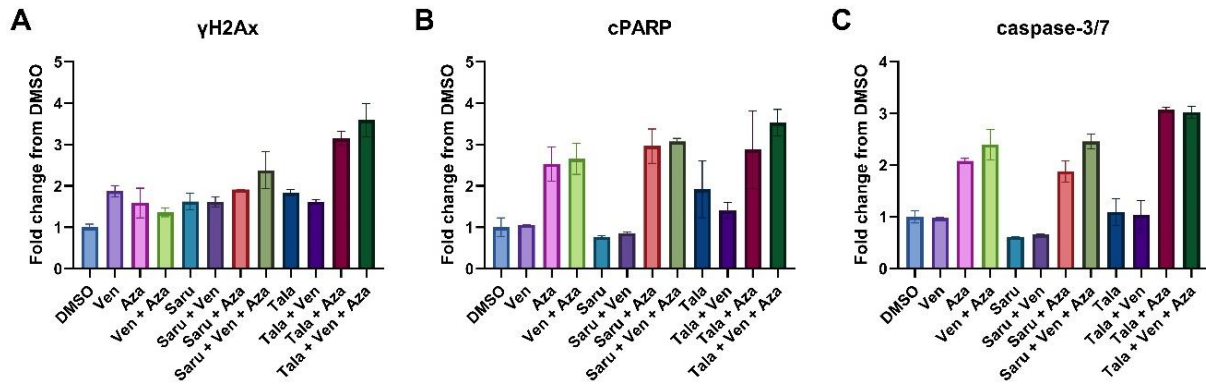 A
γH2Ax
Fold change from DMSO
5
4
3
2
1
0
DMSO
Ven
Aza
Ven + Aza
Saru
Saru + Ven
Saru + Aza
Saru + Ven + Aza
Tala
Tala + Ven
Tala + Aza
Tala + Ven + Aza
B
cPARP
Fold change from DMSO
5
4
3
2
1
0
DMSO
Ven
Aza
Ven + Aza
Saru
Saru + Ven
Saru + Aza
Saru + Ven + Aza
Tala
Tala + Ven
Tala + Aza
Tala + Ven + Aza
C
caspase-3/7
Fold change from DMSO
4
3
2
1
0
DMSO
Ven
Aza
Ven + Aza
Saru
Saru + Ven
Saru + Aza
Saru + Ven + Aza
Tala
Tala + Ven
Tala + Aza
Tala + Ven + Aza